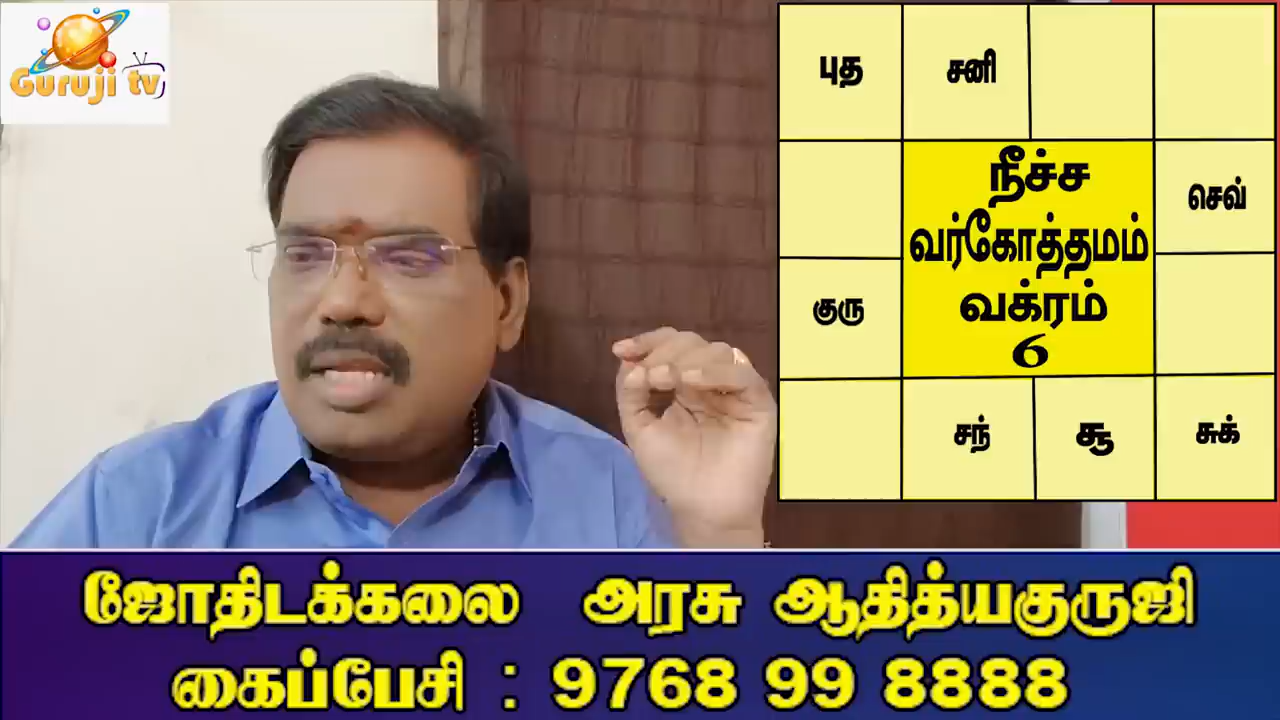 Guruji tv
புத
சனி
செவ்
குரு
நீச்ச
வர்கோத்தமம்
வக்ரம்
6
சந்
சூ
சுக்
ஜோதிடக்கலை அரசு ஆதித்யகுருஜி
கைப்பேசி : 9768 99 8888